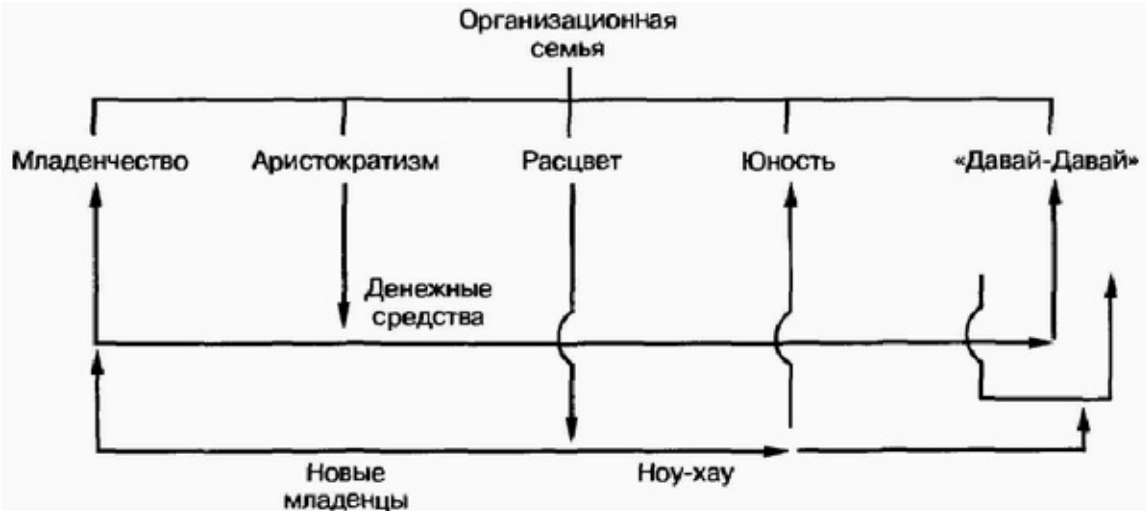 Организационная
семья
Младенчество Аристократизм Расцвет Юность «Давай-Давай»
Денежные
средства
Новые Ноу-хау
младенцы